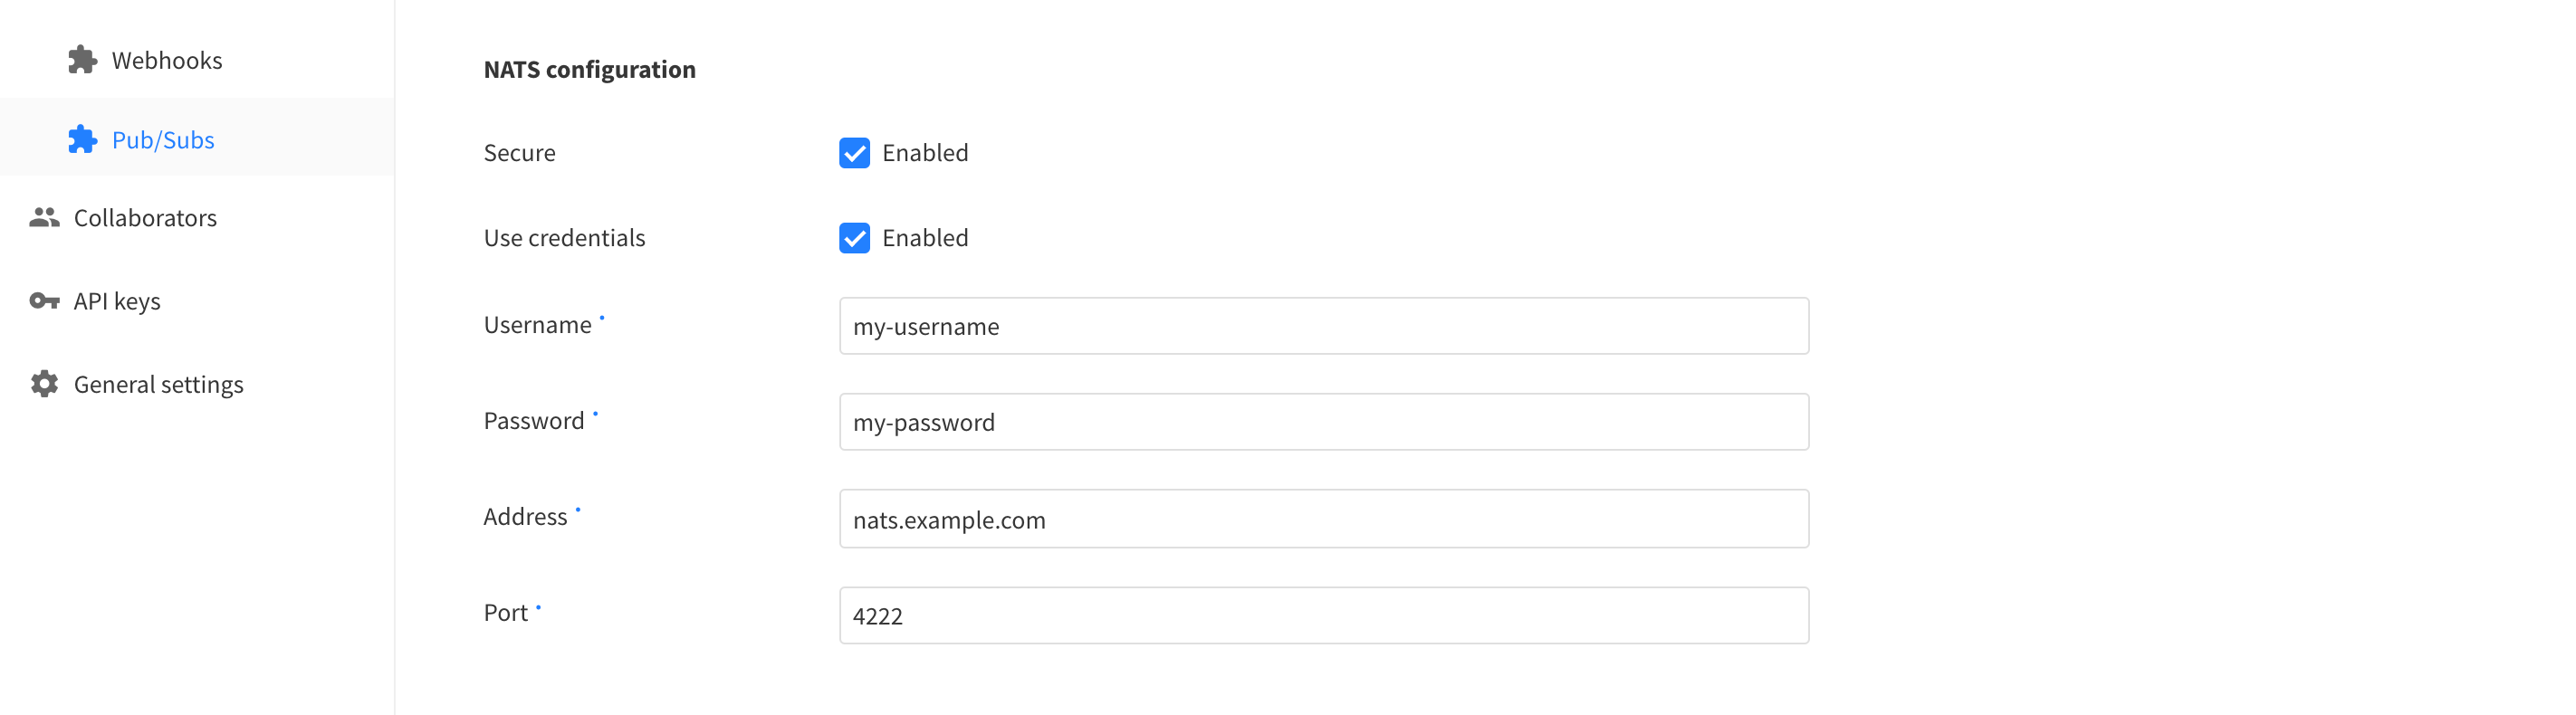 Webhooks
Pub/Subs
Collaborators
API keys
General settings
NATS configuration
Secure Enabled
Use credentials Enabled
Username my-username
Password my-password
Address nats.example.com
Port 4222